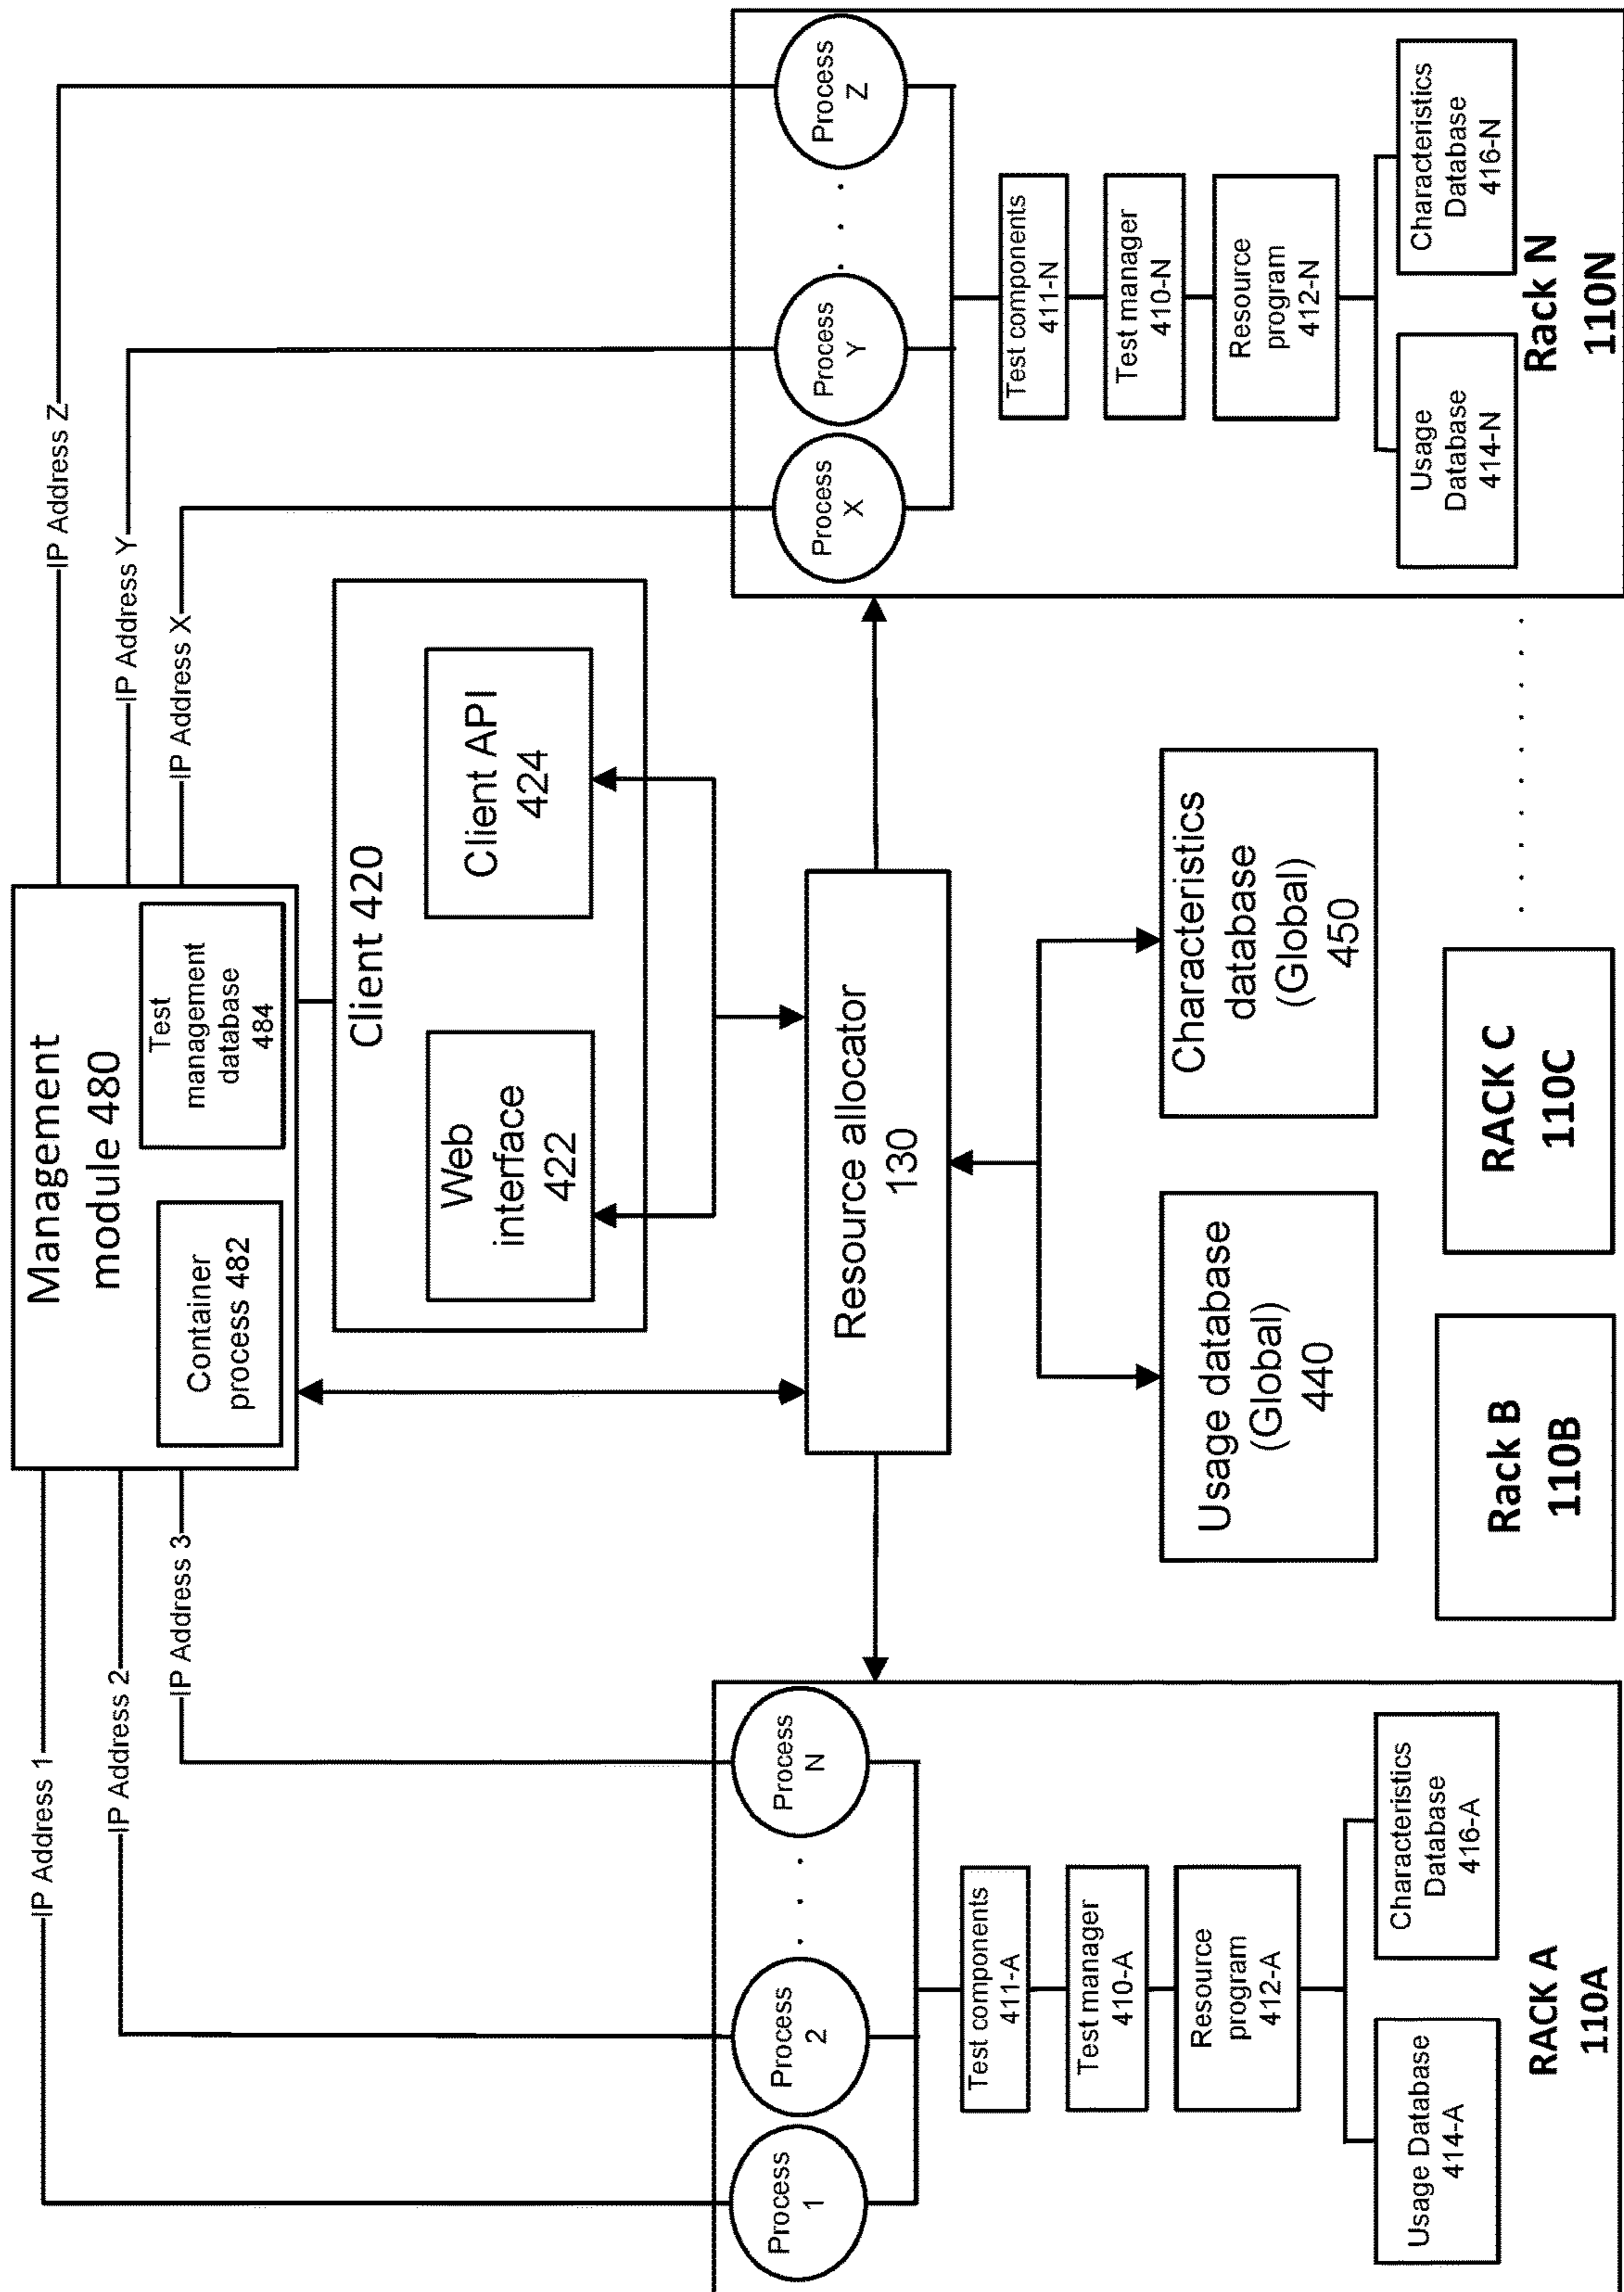 Management
module 480
Container
process 482
Test
management
database
484
IP Address 1
IP Address 2
IP Address 3
IP Address Z
IP Address Y
IP Address X
Client 420
Web
interface
422
Client API
424
Resource allocator
130
Usage database
(Global)
440
Characteristics
database
(Global)
450
Process
1
Process
2
. . .
Process
N
Test components
411-A
Test manager
410-A
Resource
program
412-A
Usage Database
414-A
Characteristics
Database
416-A
RACK A
110A
Rack B
110B
RACK C
110C
. . . . . . . . .
Process
X
Process
Y
. . .
Process
Z
Test components
411-N
Test manager
410-N
Resource
program
412-N
Usage
Database
414-N
Characteristics
Database
416-N
Rack N
110N